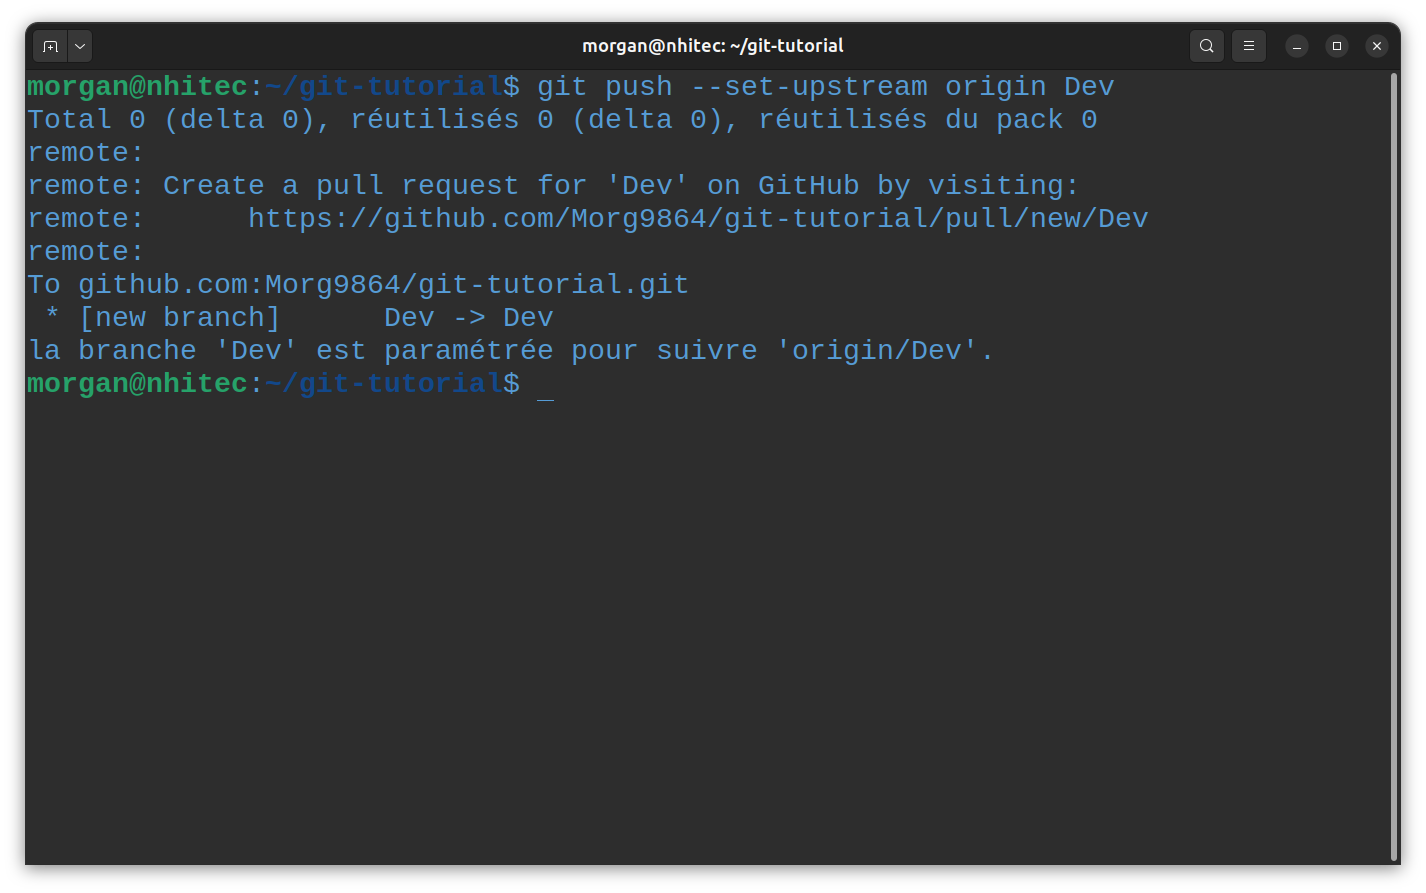 morgan@nhitec: ~/git-tutorial
morgan@nhitec:~/git-tutorial$ git push --set-upstream origin Dev
Total 0 (delta 0), réutilisés 0 (delta 0), réutilisés du pack 0
remote:
remote: Create a pull request for 'Dev' on GitHub by visiting:
remote:      https://github.com/Morg9864/git-tutorial/pull/new/Dev
remote:
To github.com:Morg9864/git-tutorial.git
 * [new branch]      Dev -> Dev
la branche 'Dev' est paramétrée pour suivre 'origin/Dev'.
morgan@nhitec:~/git-tutorial$ _